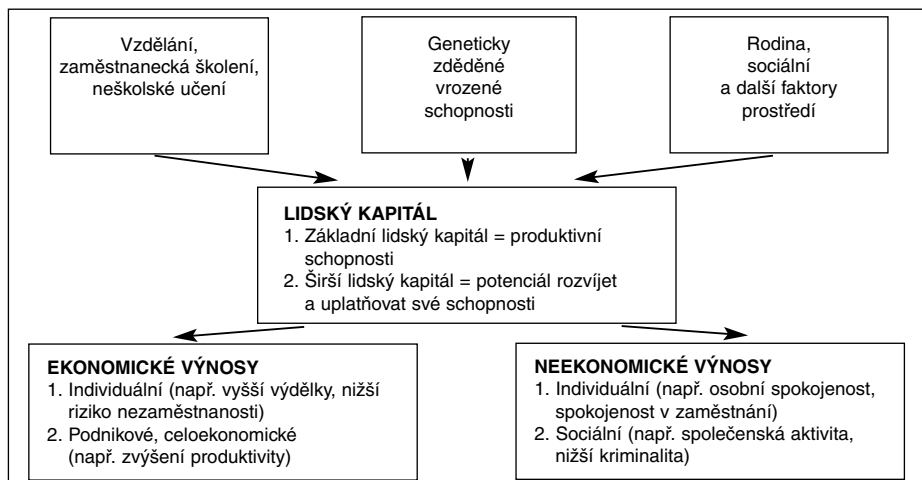 Vzdělání,
zaměstnanecká školení,
neškolské učení
Geneticky
zděděné
vrozené
schopnosti
Rodina,
sociální
a další faktory
prostředí
LIDSKÝ KAPITÁL
1. Základní lidský kapitál = produktivní
schopnosti
2. Širší lidský kapitál = potenciál rozvíjet
a uplatňovat své schopnosti
EKONOMICKÉ VÝNOSY
1. Individuální (např. vyšší výdělky, nižší
riziko nezaměstnanosti)
2. Podnikové, celoekonomické
(např. zvýšení produktivity)
NEEKONOMICKÉ VÝNOSY
1. Individuální (např. osobní spokojenost,
spokojenost v zaměstnání)
2. Sociální (např. společenská aktivita,
nižší kriminalita)